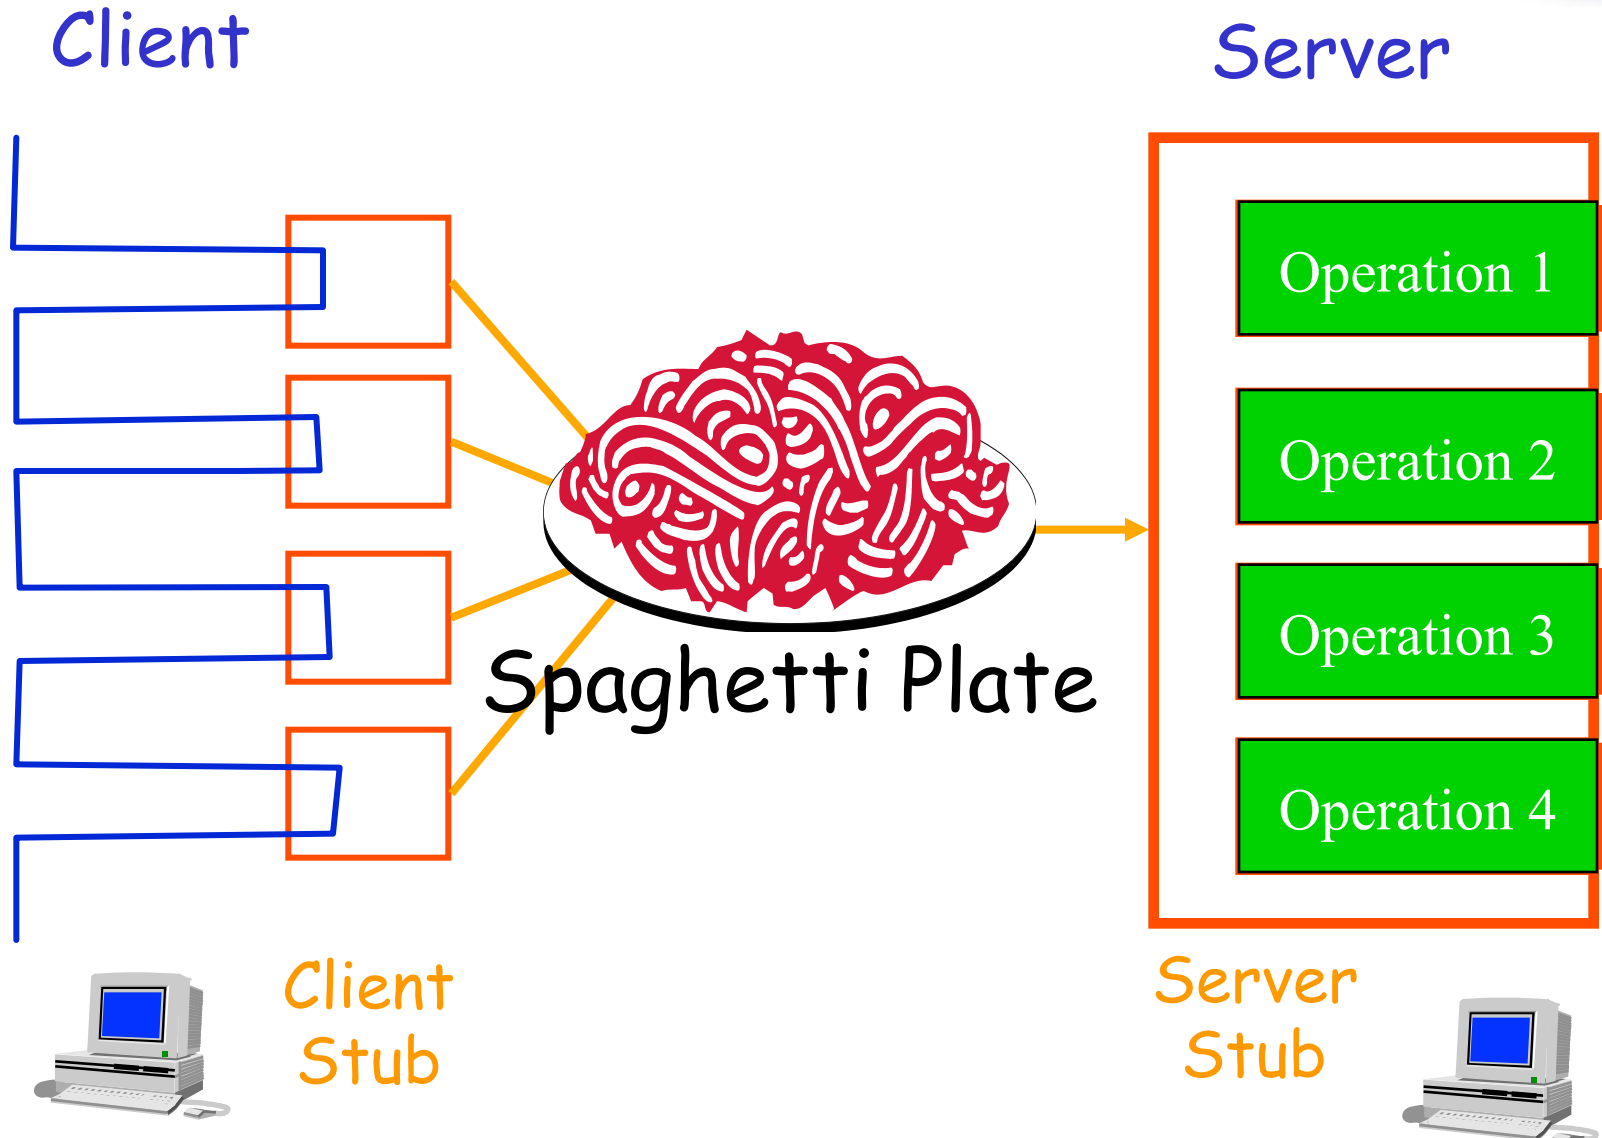 Client
Server
Operation 1
Operation 2
Operation 3
Spaghetti Plate
Operation 4
Client
Stub
Server
Stub